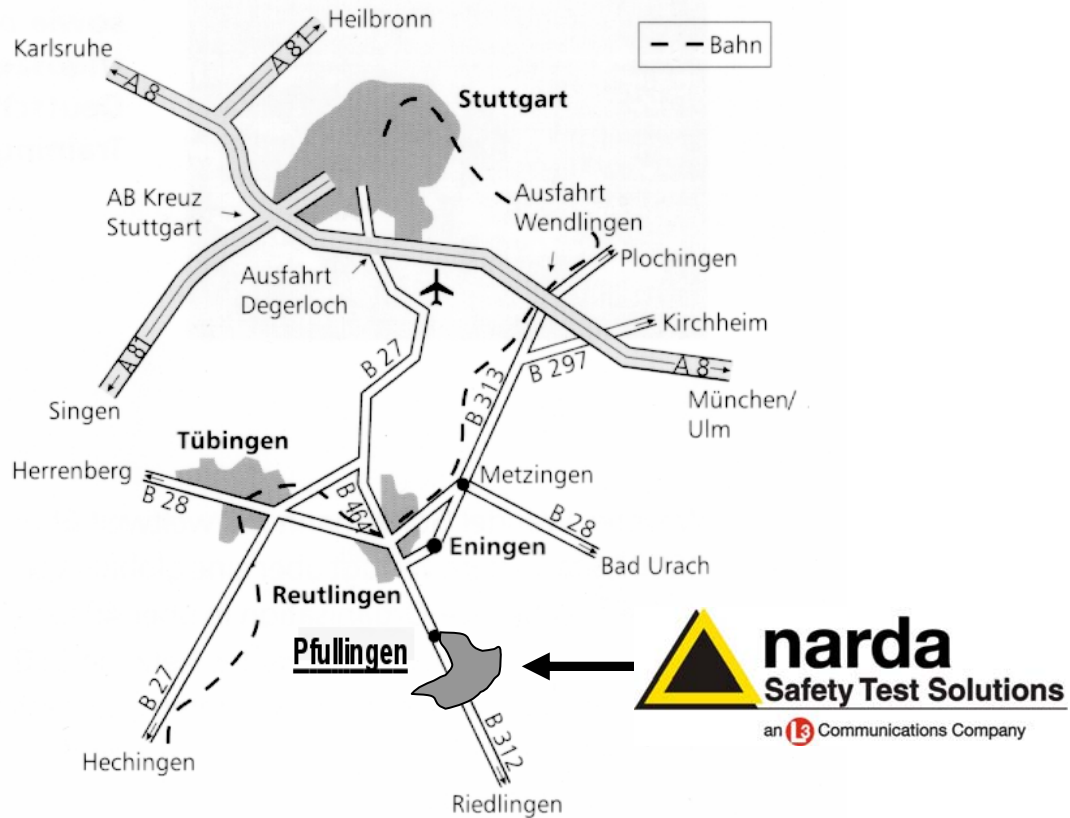 Heilbronn
Karlsruhe
A 81
A 8
Bahn
Stuttgart
AB Kreuz
Stuttgart
Ausfahrt
Wendlingen
Plochingen
Ausfahrt
Degerloch
Kirchheim
A 81
B 27
B 297
A 8
B 313
München/
Ulm
Singen
Tübingen
Herrenberg
B 28
B 464
Metzingen
B 28
Eningen
Bad Urach
Reutlingen
Pfullingen
narda
Safety Test Solutions
an L3 Communications Company
B 27
B 312
Hechingen
Riedlingen